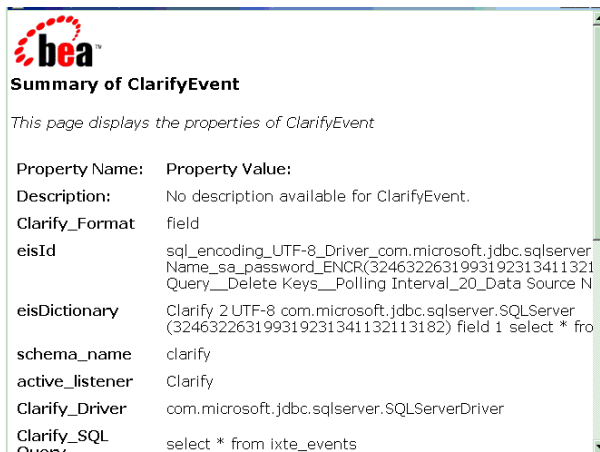 bea
Summary of ClarifyEvent
This page displays the properties of ClarifyEvent
Property Name: Property Value:
Description: No description available for ClarifyEvent.
Clarify_Format field
eisId sql_encoding_UTF-8_Driver_com.microsoft.jdbc.sqlserver
Name_sa_password_ENCR(3246322631993192313411321
Query__Delete Keys__Polling Interval_20_Data Source N
eisDictionary Clarify 2 UTF-8 com.microsoft.jdbc.sqlserver.SQLServer
(3246322631993192313411321131​82) field 1 select * fro
schema_name clarify
active_listener Clarify
Clarify_Driver com.microsoft.jdbc.sqlserver.SQLServerDriver
Clarify_SQL
Query select * from ixte_events